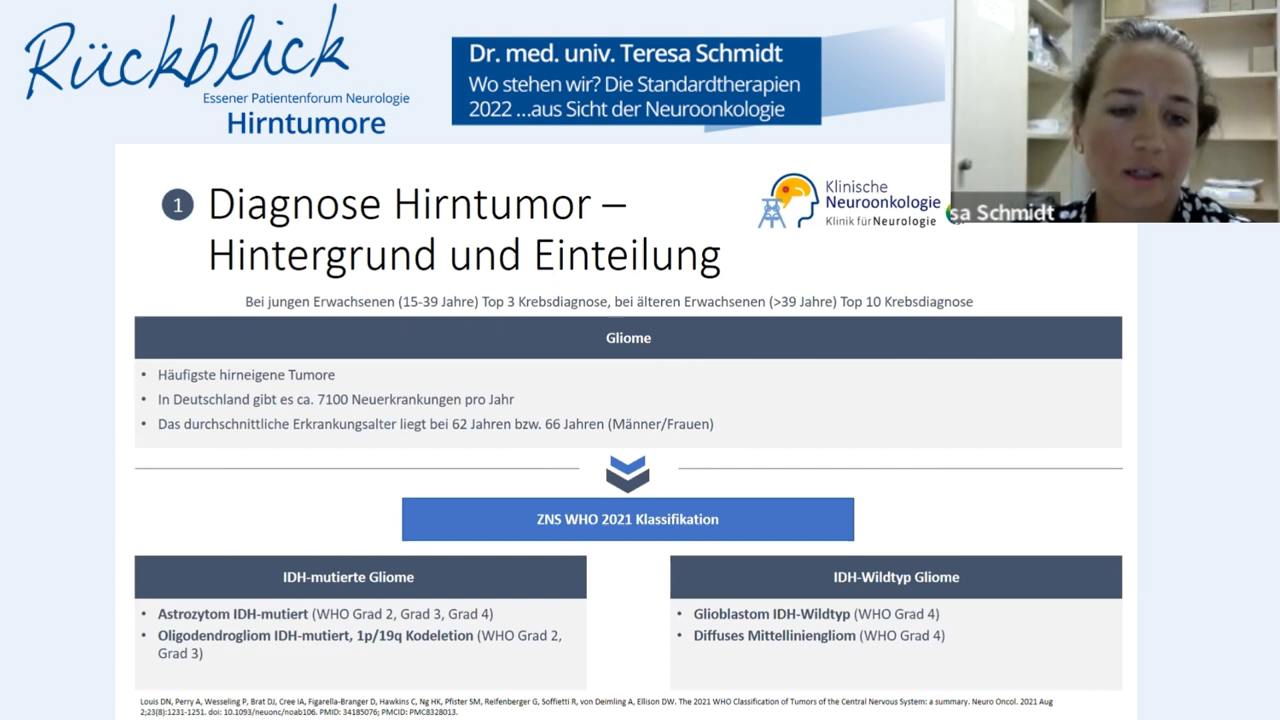 Rückblick
Essener Patientenforum Neurologie
Hirntumore
Dr. med. univ. Teresa Schmidt
Wo stehen wir? Die Standardtherapien
2022 ...aus Sicht der Neuroonkologie
sa Schmidt
1
Diagnose Hirntumor –
Hintergrund und Einteilung
Klinische
Neuroonkologie
Klinik für Neurologie
Bei jungen Erwachsenen (15-39 Jahre) Top 3 Krebsdiagnose, bei älteren Erwachsenen (>39 Jahre) Top 10 Krebsdiagnose
Gliome
• Häufigste hirneigene Tumore
• In Deutschland gibt es ca. 7100 Neuerkrankungen pro Jahr
• Das durchschnittliche Erkrankungsalter liegt bei 62 Jahren bzw. 66 Jahren (Männer/Frauen)
ZNS WHO 2021 Klassifikation
IDH-mutierte Gliome
• Astrozytom IDH-mutiert (WHO Grad 2, Grad 3, Grad 4)
• Oligodendrogliom IDH-mutiert, 1p/19q Kodeletion (WHO Grad 2,
Grad 3)
IDH-Wildtyp Gliome
• Glioblastom IDH-Wildtyp (WHO Grad 4)
• Diffuses Mittelliniengliom (WHO Grad 4)
Louis DN, Perry A, Wesseling P, Brat DJ, Cree IA, Figarella-Branger D, Hawkins C, Ng HK, Pfister SM, Reifenberger G, Soffietti R, von Deimling A, Ellison DW. The 2021 WHO Classification of Tumors of the Central Nervous System: a summary. Neuro Oncol. 2021 Aug
2;23(8):1231-1251. doi: 10.1093/neuonc/noab106. PMID: 34185076; PMCID: PMC8328013.